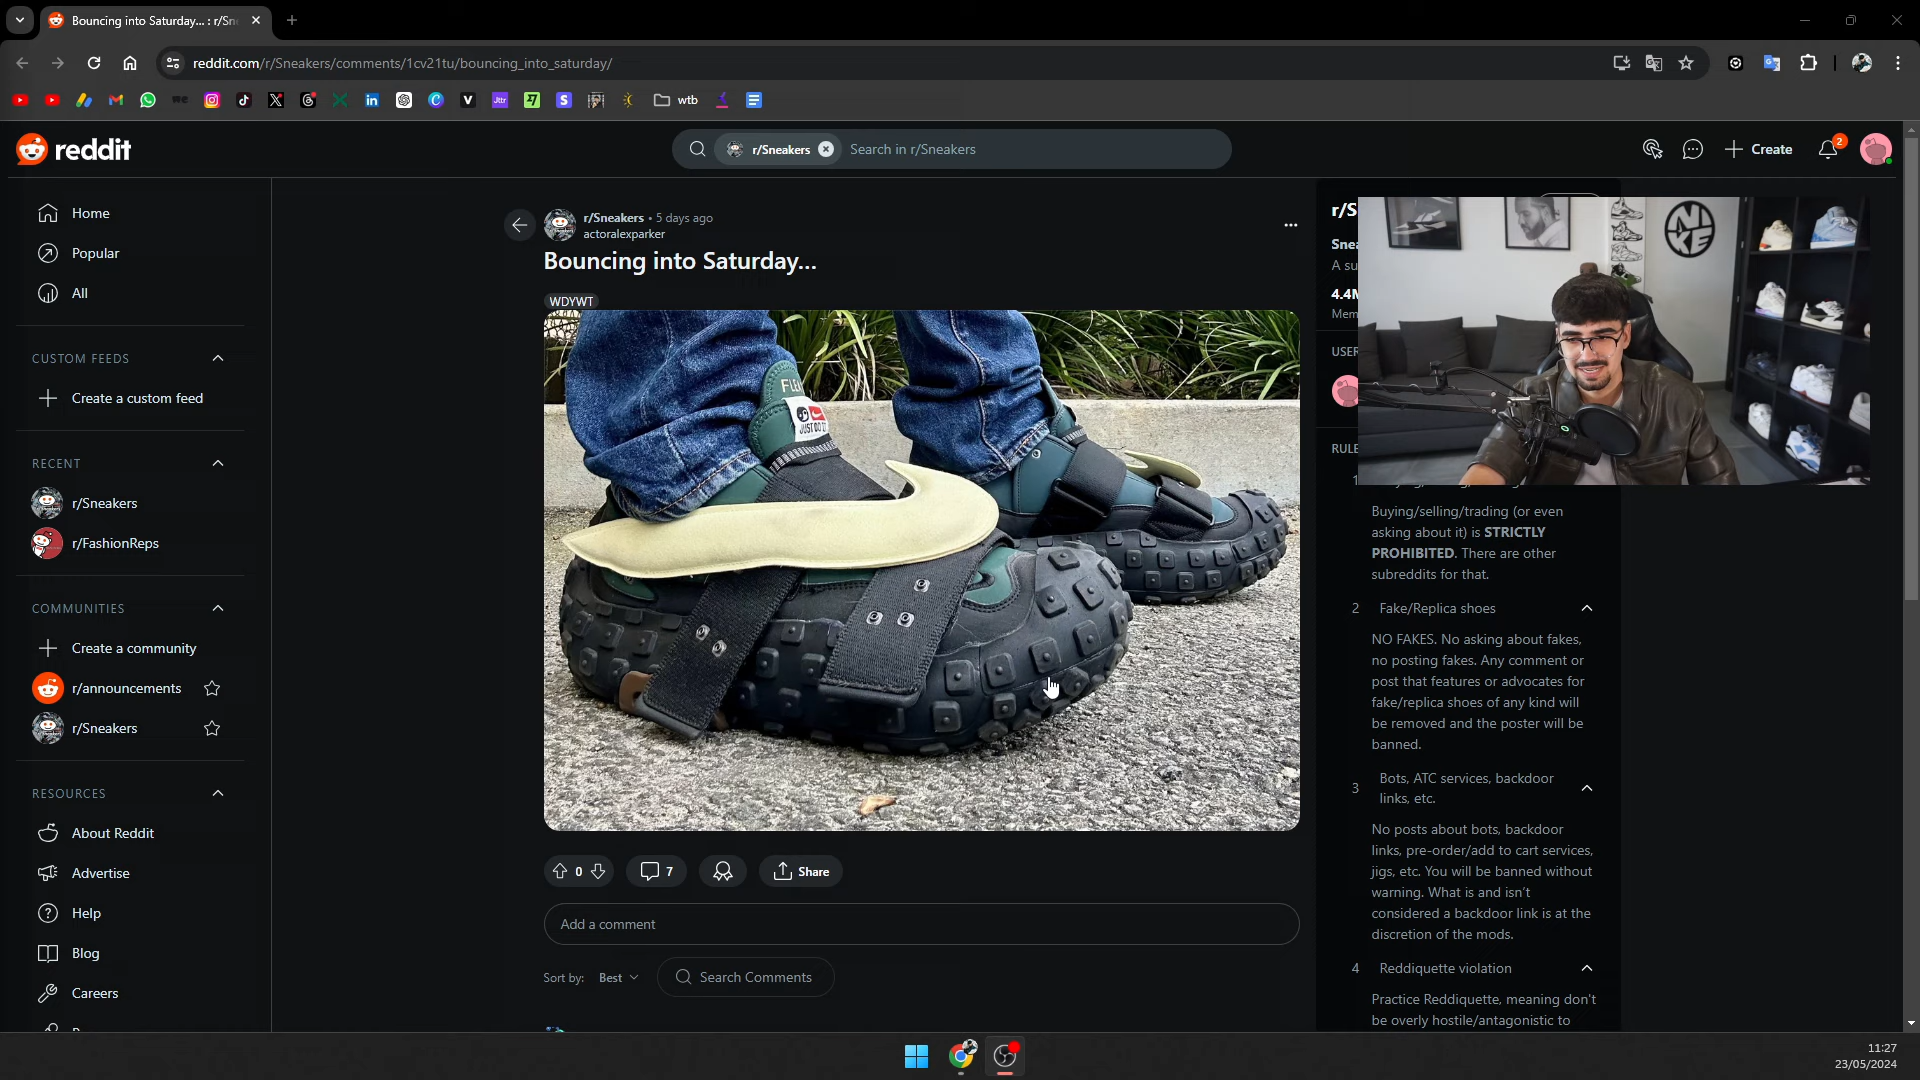 Bouncing into Saturday... : r/Sn
reddit.com/r/Sneakers/comments/1cv21tu/bouncing_into_saturday/
wtb
reddit
r/Sneakers
Search in r/Sneakers
Create
2
Home
Popular
All
CUSTOM FEEDS
Create a custom feed
RECENT
r/Sneakers
r/FashionReps
COMMUNITIES
Create a community
r/announcements
r/Sneakers
RESOURCES
About Reddit
Advertise
Help
Blog
Careers
r/Sneakers • 5 days ago
actoralexparker
Bouncing into Saturday...
WDYWT
JUST DO IT
0
7
Share
Add a comment
Sort by: Best
Search Comments
r/S
Snea
A su
4.4M
Mem
USER
RULE
NIKE
1
Buying/selling/trading (or even
asking about it) is STRICTLY
PROHIBITED. There are other
subreddits for that.
2 Fake/Replica shoes
NO FAKES. No asking about fakes,
no posting fakes. Any comment or
post that features or advocates for
fake/replica shoes of any kind will
be removed and the poster will be
banned.
3 Bots, ATC services, backdoor
links, etc.
No posts about bots, backdoor
links, pre-order/add to cart services,
jigs, etc. You will be banned without
warning. What is and isn't
considered a backdoor link is at the
discretion of the mods.
4 Reddiquette violation
Practice Reddiquette, meaning don't
be overly hostile/antagonistic to
11:27
23/05/2024